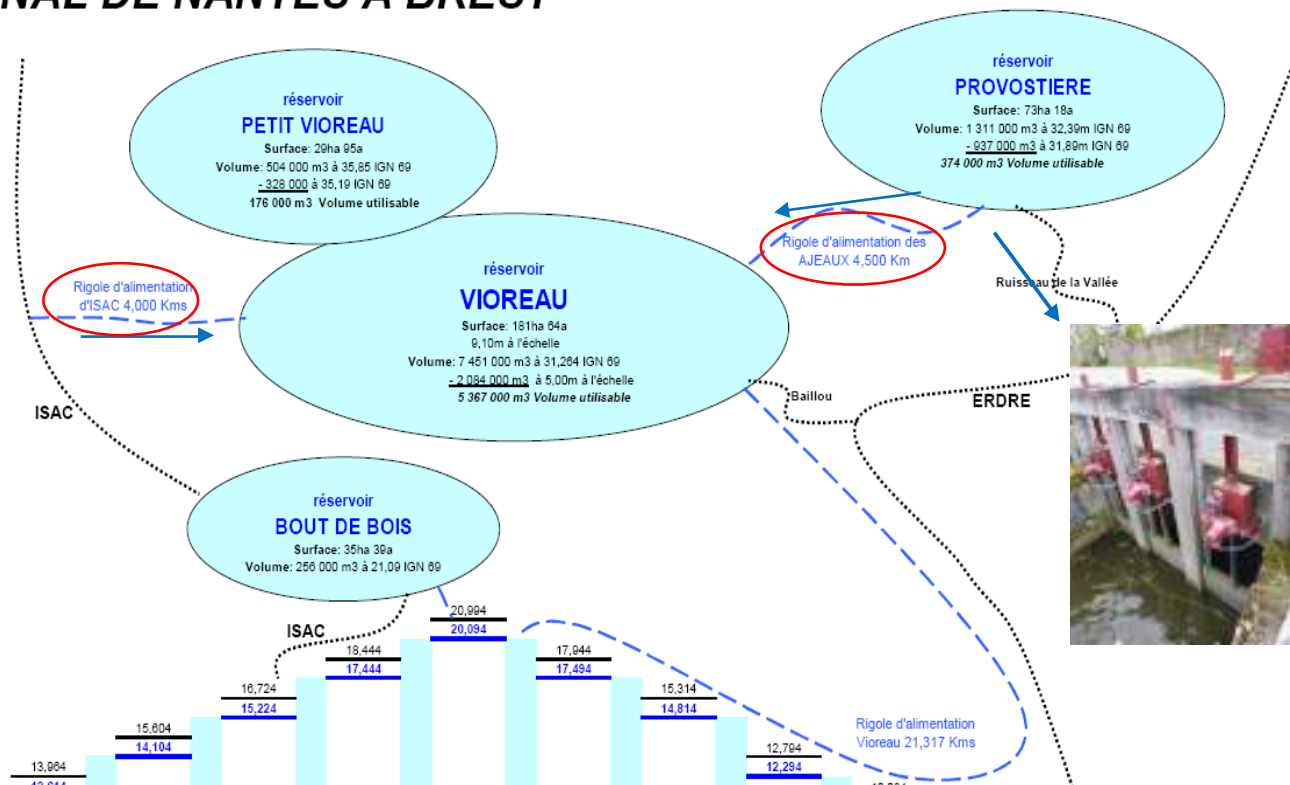 NAL DE NANTES A BREST
réservoir
PETIT VIOREAU
Surface: 29ha 95a
Volume: 504 000 m3 à 35,85 IGN 69
- 328 000 à 35,19 IGN 69
176 000 m3 Volume utilisable
réservoir
PROVOSTIERE
Surface: 73ha 18a
Volume: 1 311 000 m3 à 32,39m IGN 69
- 937 000 m3 à 31,89m IGN 69
374 000 m3 Volume utilisable
Rigole d'alimentation des
AJEAUX 4,500 Km
Ruisseau de la Vallée
Rigole d'alimentation
d'ISAC 4,000 Kms
réservoir
VIOREAU
Surface: 181ha 64a
9,10m à l'échelle
Volume: 7 451 000 m3 à 31,264 IGN 69
- 2 084 000 m3 à 5,00m à l'échelle
5 367 000 m3 Volume utilisable
ISAC
Baillou
ERDRE
réservoir
BOUT DE BOIS
Surface: 35ha 39a
Volume: 256 000 m3 à 21,09 IGN 69
ISAC
20,994
20,094
18,444
17,444
17,944
17,494
16,724
15,224
15,314
14,814
15,604
14,104
Rigole d'alimentation
Vioreau 21,317 Kms
12,794
12,294
13,964